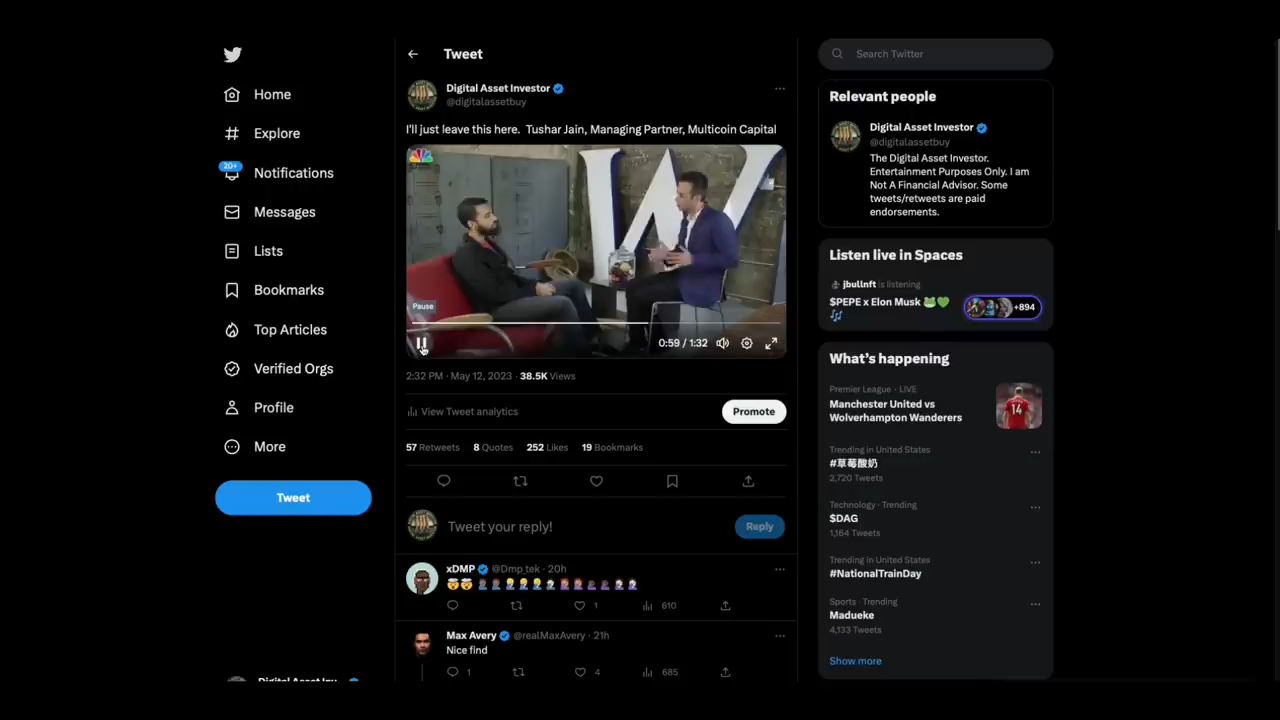 Tweet
Home
Explore
20+
Notifications
Messages
Lists
Bookmarks
Top Articles
Verified Orgs
Profile
More
Tweet
Digital Asset Investor
@digitalassetbuy
I'll just leave this here. Tushar Jain, Managing Partner, Multicoin Capital
W
Pause
0:59 / 1:32
2:32 PM · May 12, 2023 · 38.5K Views
View Tweet analytics
Promote
57 Retweets 8 Quotes 252 Likes 19 Bookmarks
Tweet your reply!
Reply
xDMP @Dmp_tek · 20h
1 610
Max Avery @realMaxAvery · 21h
Nice find
1 4 685
Search Twitter
Relevant people
Digital Asset Investor
@digitalassetbuy
The Digital Asset Investor.
Entertainment Purposes Only. I am
Not A Financial Advisor. Some
tweets/retweets are paid
endorsements.
Listen live in Spaces
jbullnft is listening
$PEPE x Elon Musk
+894
What's happening
Premier League · LIVE
Manchester United vs
Wolverhampton Wanderers
14
Trending in United States
#草莓酸奶
2,720 Tweets
Technology · Trending
$DAG
1,164 Tweets
Trending in United States
#NationalTrainDay
Sports · Trending
Madueke
4,133 Tweets
Show more